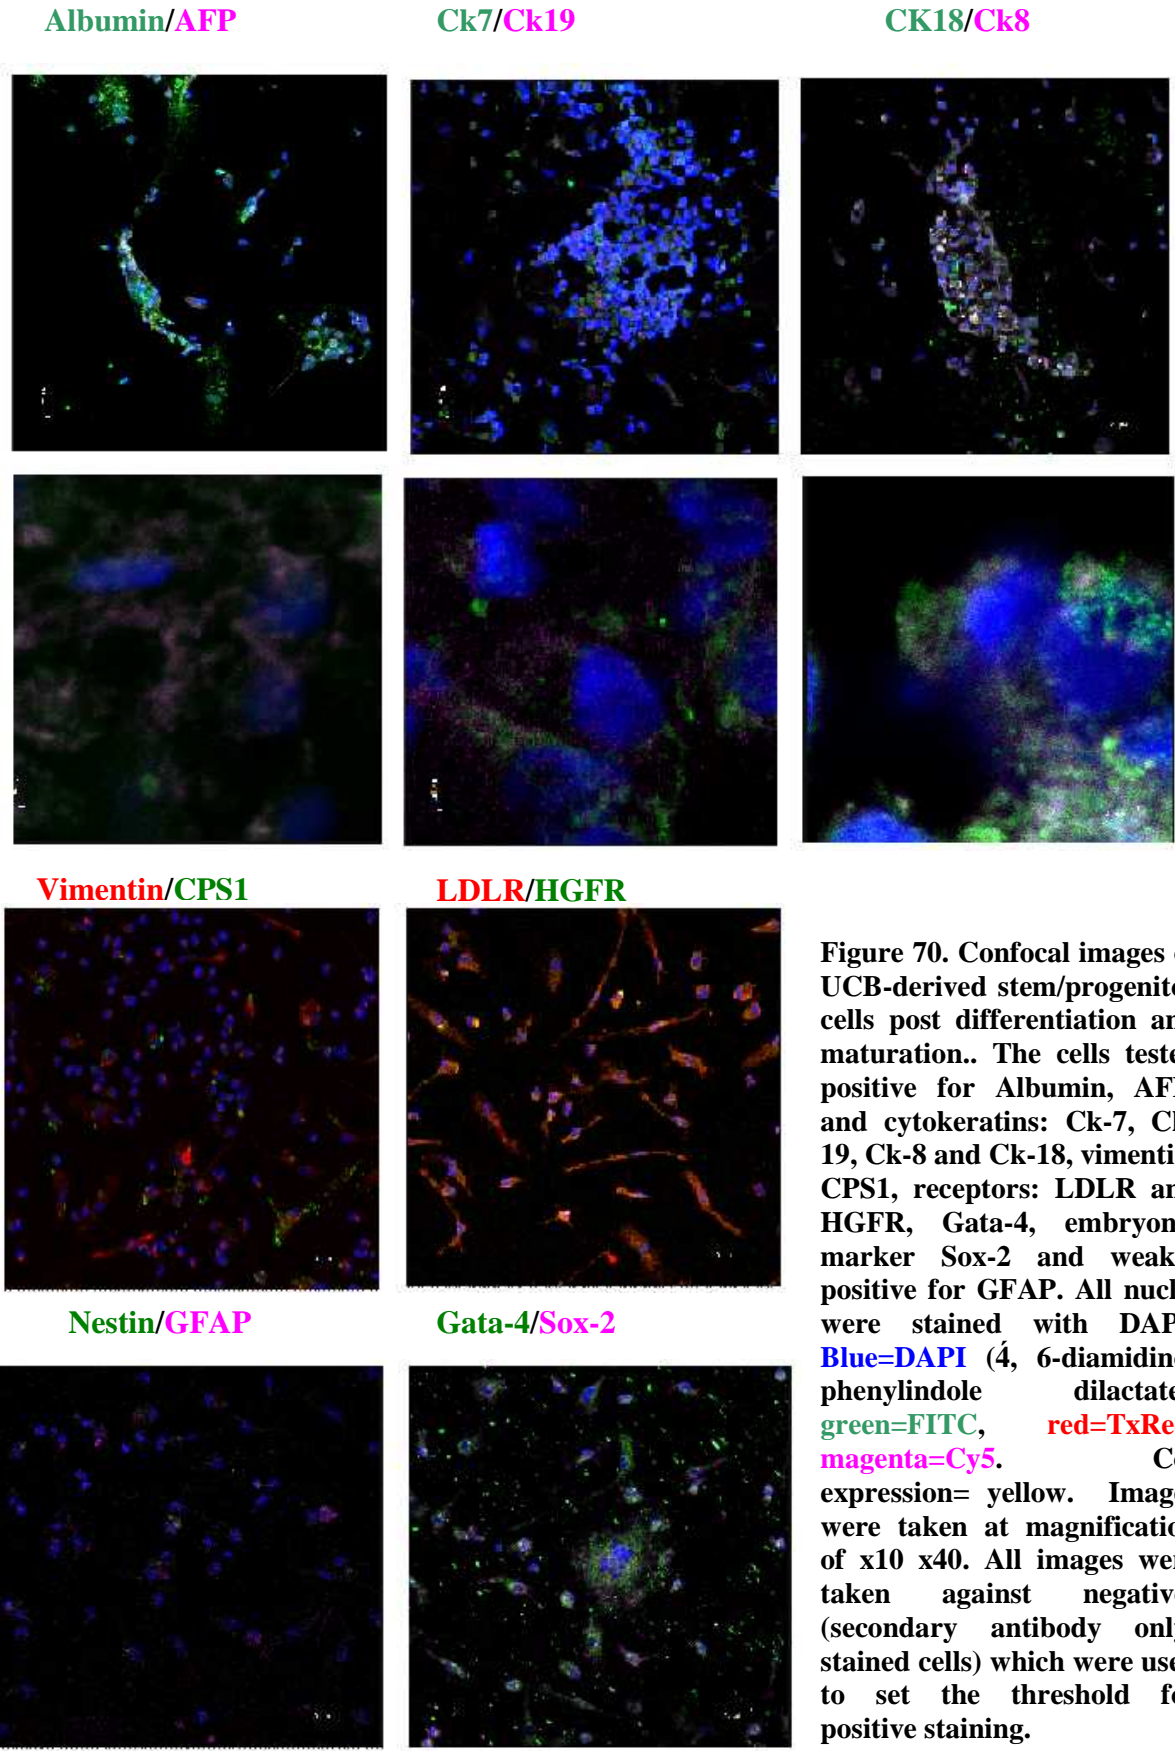 Albumin/AFP
Ck7/Ck19
CK18/Ck8
Vimentin/CPS1
LDLR/HGFR
Nestin/GFAP
Gata-4/Sox-2
Figure 70. Confocal images
UCB-derived stem/progenito
cells post differentiation an
maturation.. The cells teste
positive for Albumin, AF
and cytokeratins: Ck-7, C
19, Ck-8 and Ck-18, vimenti
CPS1, receptors: LDLR an
HGFR, Gata-4, embryon
marker Sox-2 and weak
positive for GFAP. All nucl
were stained with DAP
Blue=DAPI (4́, 6-diamidin
phenylindole dilactate
green=FITC, red=TxRe
magenta=Cy5. C
expression= yellow. Imag
were taken at magnificatio
of x10 x40. All images wer
taken against negativ
(secondary antibody onl
stained cells) which were use
to set the threshold fo
positive staining.